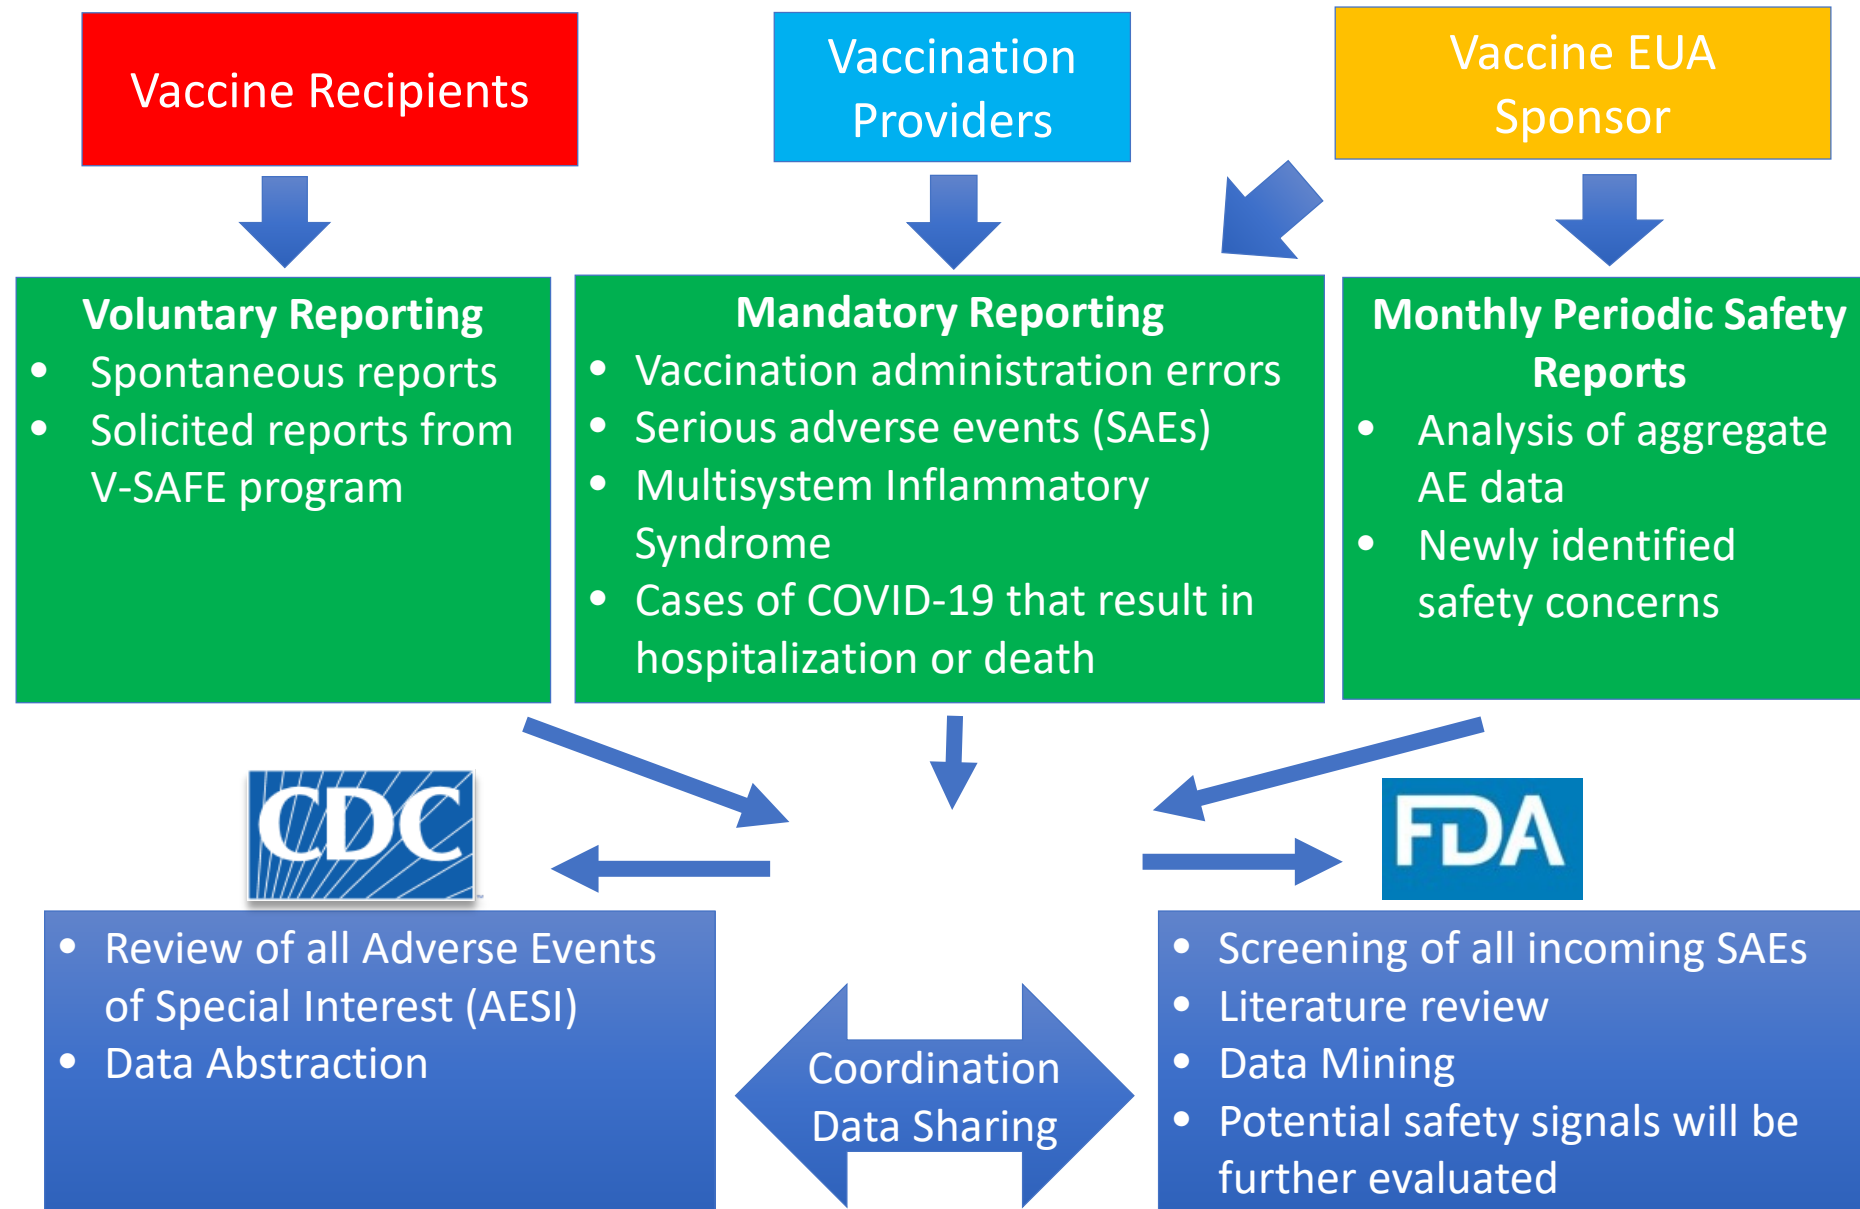 Vaccine Recipients
Vaccination
Providers
Vaccine EUA
Sponsor
Voluntary Reporting
• Spontaneous reports
• Solicited reports from
V-SAFE program
Mandatory Reporting
• Vaccination administration errors
• Serious adverse events (SAEs)
• Multisystem Inflammatory
Syndrome
• Cases of COVID-19 that result in
hospitalization or death
Monthly Periodic Safety
Reports
• Analysis of aggregate
AE data
• Newly identified
safety concerns
CDC
FDA
• Review of all Adverse Events
of Special Interest (AESI)
• Data Abstraction
Coordination
Data Sharing
• Screening of all incoming SAEs
• Literature review
• Data Mining
• Potential safety signals will be
further evaluated